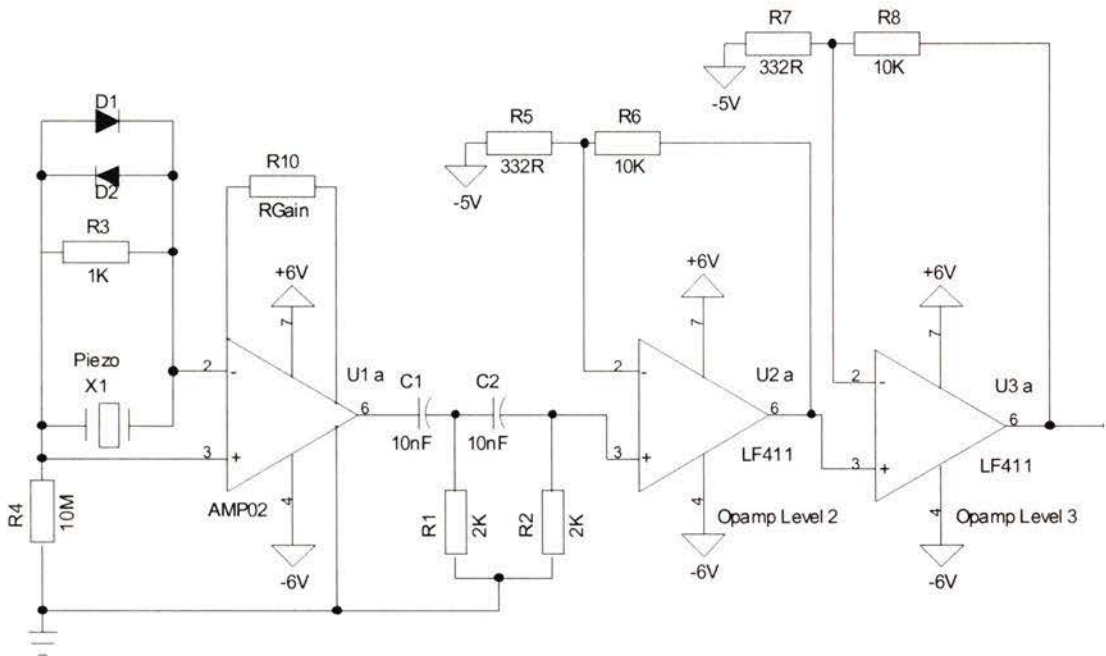 R7
R8
332R
10K
-5V
D1
D2
R5
R6
332R
10K
-5V
R10
RGain
R3
1K
+6V
7
+6V
7
+6V
7
Piezo
X1
2
-
U1 a
C1
C2
6
10nF
10nF
3
+
AMP02
4
-6V
2
-
U2 a
6
3
+
LF411
4
Opamp Level 2
-6V
2
-
U3 a
6
3
+
LF411
4
Opamp Level 3
-6V
R4
10M
R1
2K
R2
2K